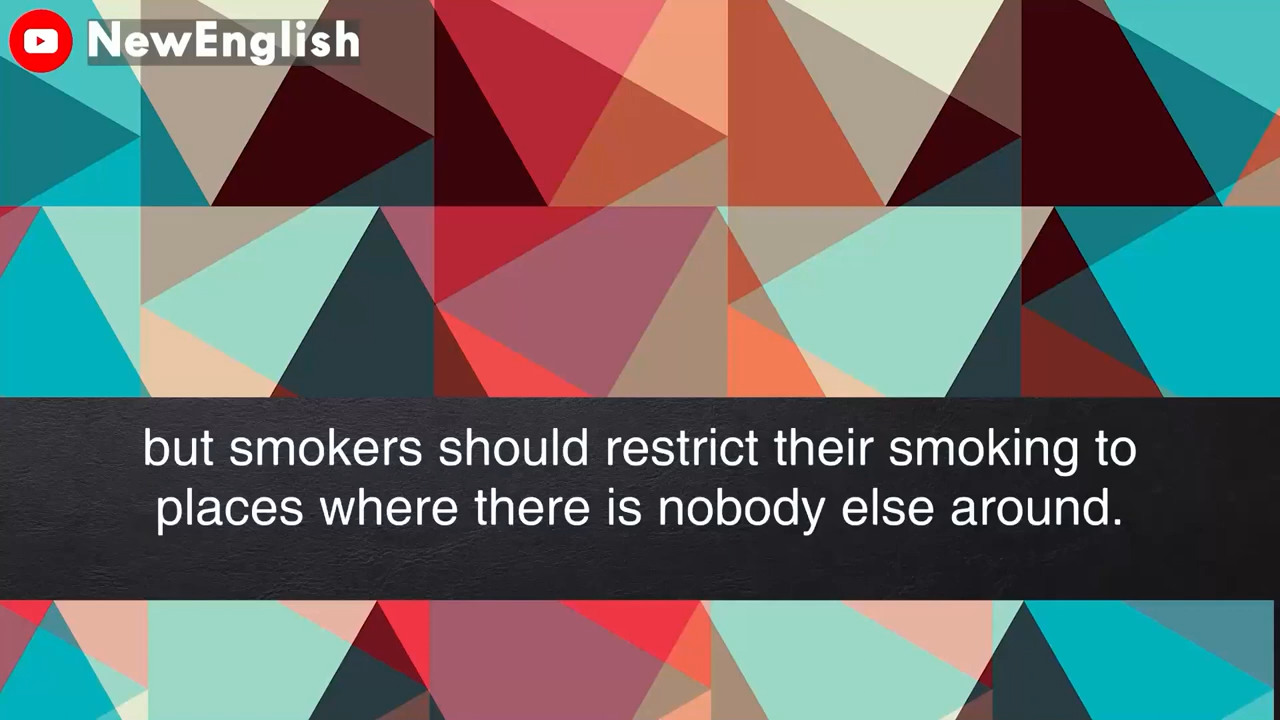 NewEnglish
but smokers should restrict their smoking to
places where there is nobody else around.